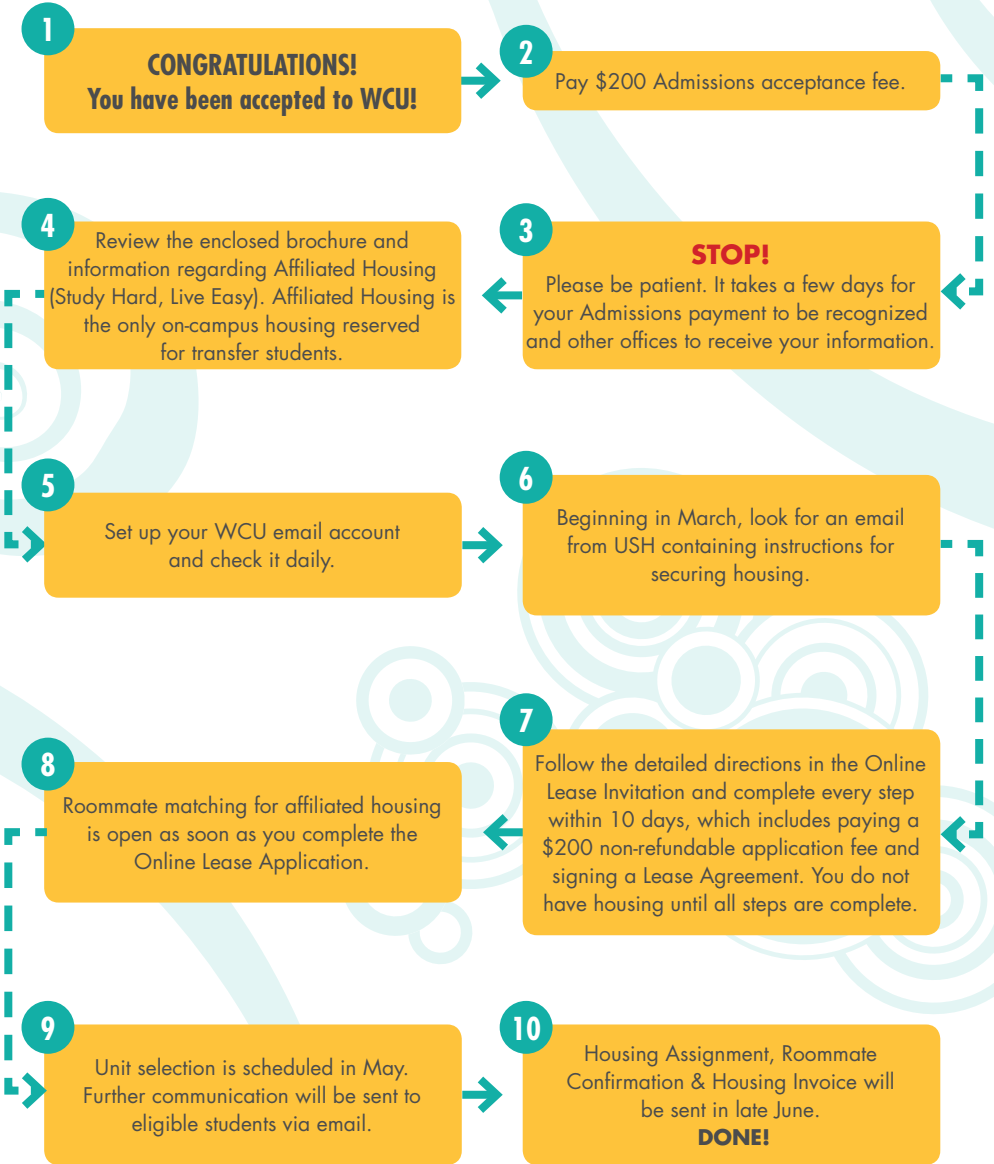 1
CONGRATULATIONS!
You have been accepted to WCU!
2
Pay $200 Admissions acceptance fee.
3
STOP!
Please be patient. It takes a few days for
your Admissions payment to be recognized
and other offices to receive your information.
4
Review the enclosed brochure and
information regarding Affiliated Housing
(Study Hard, Live Easy). Affiliated Housing is
the only on-campus housing reserved
for transfer students.
5
Set up your WCU email account
and check it daily.
6
Beginning in March, look for an email
from USH containing instructions for
securing housing.
7
Follow the detailed directions in the Online
Lease Invitation and complete every step
within 10 days, which includes paying a
$200 non-refundable application fee and
signing a Lease Agreement. You do not
have housing until all steps are complete.
8
Roommate matching for affiliated housing
is open as soon as you complete the
Online Lease Application.
9
Unit selection is scheduled in May.
Further communication will be sent to
eligible students via email.
10
Housing Assignment, Roommate
Confirmation & Housing Invoice will
be sent in late June.
DONE!